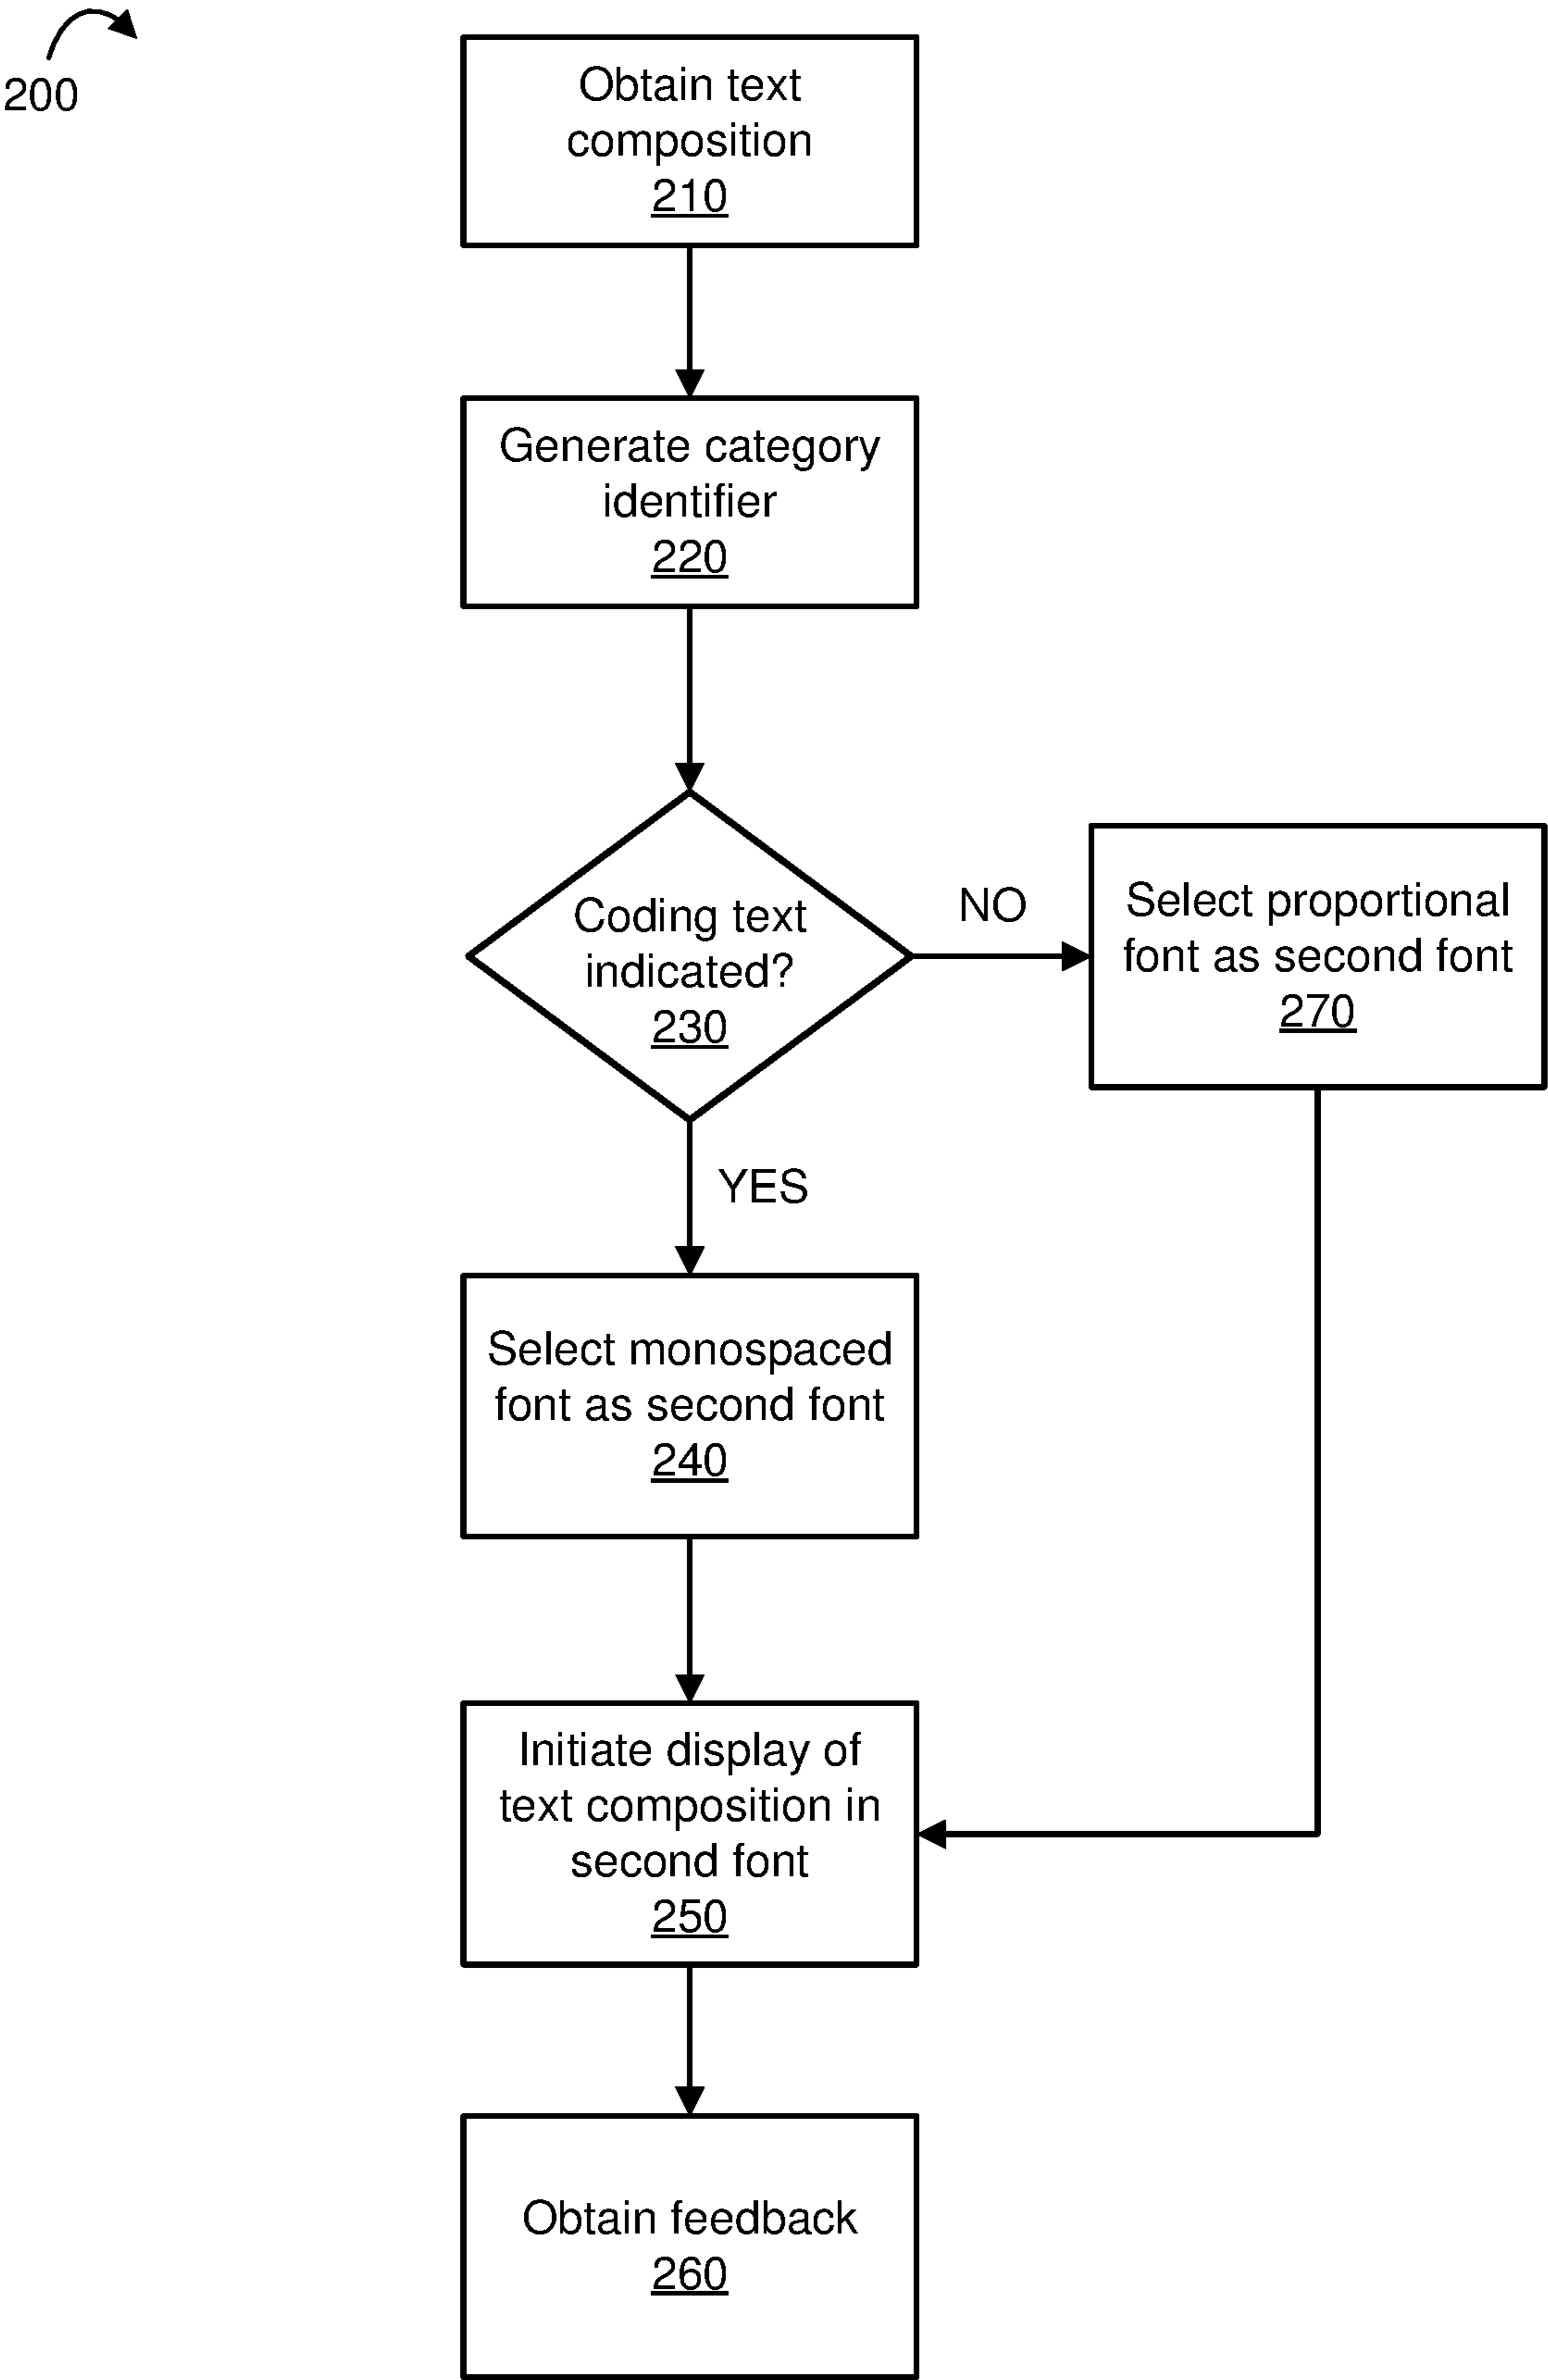 200
Obtain text
composition
210
Generate category
identifier
220
Coding text
indicated?
230
NO
Select proportional
font as second font
270
YES
Select monospaced
font as second font
240
Initiate display of
text composition in
second font
250
Obtain feedback
260